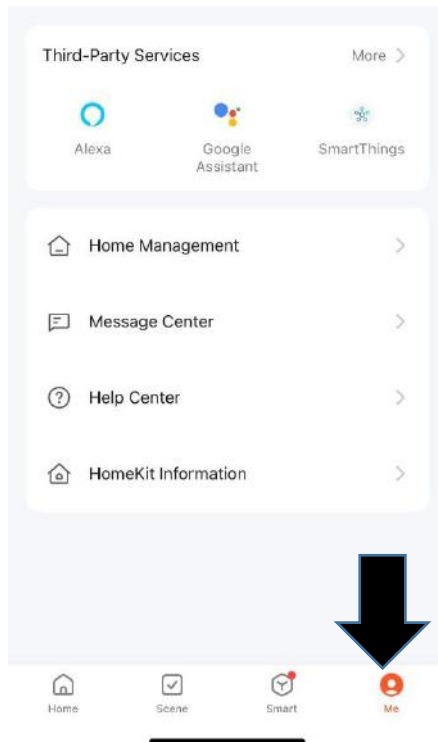 Third-Party Services More
Alexa Google Assistant SmartThings
Home Management
Message Center
Help Center
HomeKit Information
Home Scene Smart Me